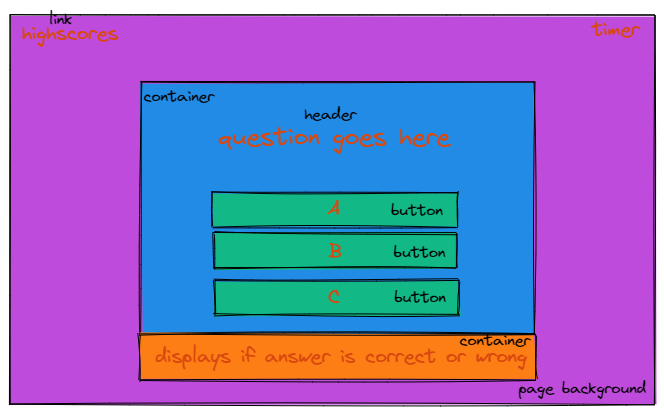 link
highscores
timer
container
header
question goes here
A button
B button
C button
container
displays if answer is correct or wrong
page background